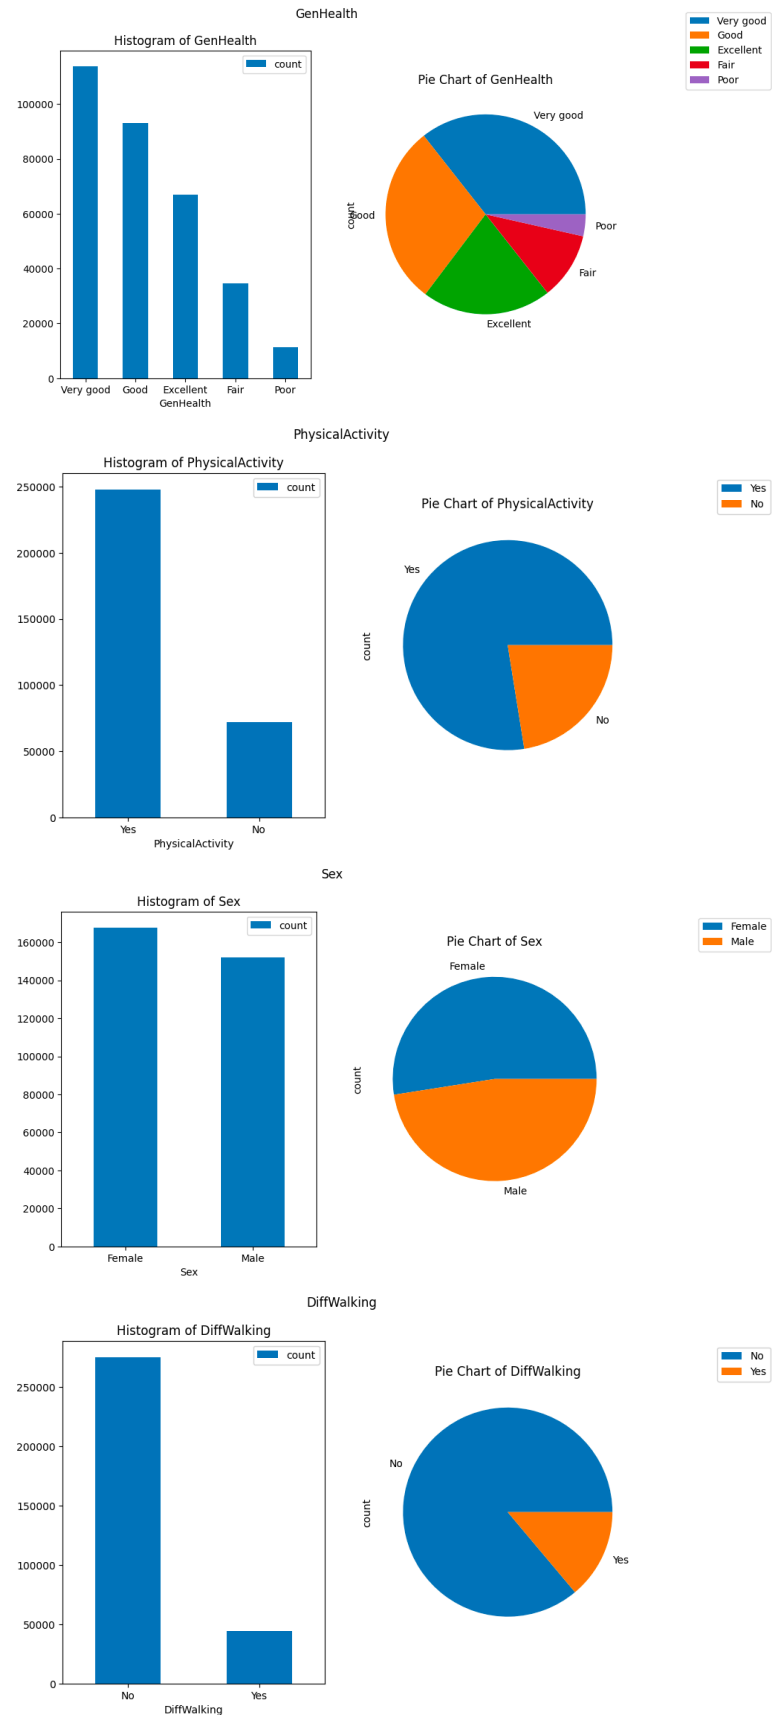 GenHealth
Histogram of GenHealth
count
100000
80000
60000
40000
20000
0
Very good Good Excellent Fair Poor
GenHealth
Pie Chart of GenHealth
Very good
Good
Excellent
Fair
Poor
count
Very good
Good
Excellent
Fair
Poor
PhysicalActivity
Histogram of PhysicalActivity
count
250000
200000
150000
100000
50000
0
Yes No
PhysicalActivity
Pie Chart of PhysicalActivity
Yes
No
count
Yes
No
Sex
Histogram of Sex
count
160000
140000
120000
100000
80000
60000
40000
20000
0
Female Male
Sex
Pie Chart of Sex
Female
Male
count
Female
Male
DiffWalking
Histogram of DiffWalking
count
250000
200000
150000
100000
50000
0
No Yes
DiffWalking
Pie Chart of DiffWalking
No
Yes
count
No
Yes